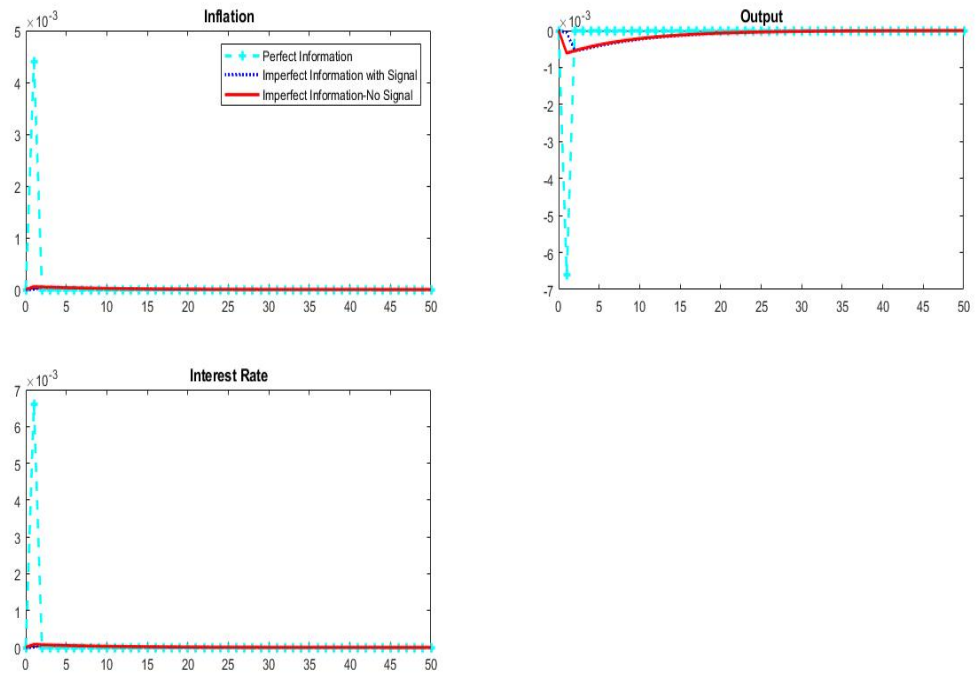 Inflation
×10-3
5
4
3
2
1
0
0 5 10 15 20 25 30 35 40 45 50
Perfect Information
Imperfect Information with Signal
Imperfect Information-No Signal
Output
×10-3
0
-1
-2
-3
-4
-5
-6
-7
0 5 10 15 20 25 30 35 40 45 50
Interest Rate
×10-3
7
6
5
4
3
2
1
0
0 5 10 15 20 25 30 35 40 45 50